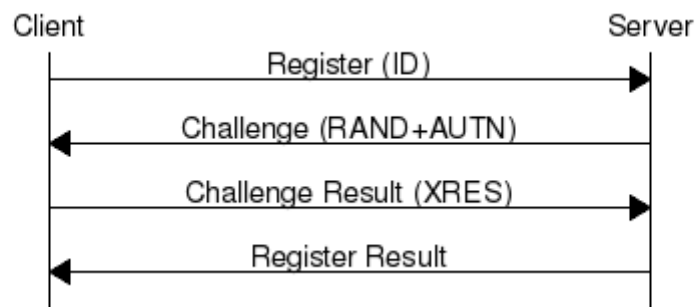 Client
Server
Register (ID)
Challenge (RAND+AUTN)
Challenge Result (XRES)
Register Result